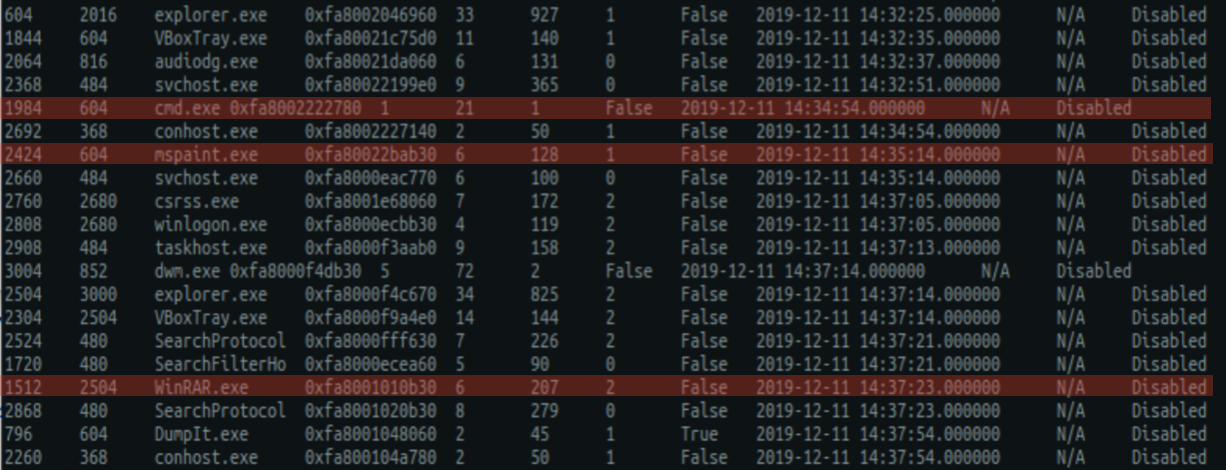 604 2016 explorer.exe 0xfa8002046960 33 927 1 False 2019-12-11 14:32:25.000000 N/A Disabled
1844 604 VBoxTray.exe 0xfa80021c75d0 11 140 1 False 2019-12-11 14:32:35.000000 N/A Disabled
2064 816 audiodg.exe 0xfa80021da060 6 131 0 False 2019-12-11 14:32:37.000000 N/A Disabled
2368 484 svchost.exe 0xfa80022199e0 9 365 0 False 2019-12-11 14:32:51.000000 N/A Disabled
1984 604 cmd.exe 0xfa8002222780 1 21 1 False 2019-12-11 14:34:54.000000 N/A Disabled
2692 368 conhost.exe 0xfa8002227140 2 50 1 False 2019-12-11 14:34:54.000000 N/A Disabled
2424 604 mspaint.exe 0xfa80022bab30 6 128 1 False 2019-12-11 14:35:14.000000 N/A Disabled
2660 484 svchost.exe 0xfa8000eac770 6 100 0 False 2019-12-11 14:35:14.000000 N/A Disabled
2760 2680 csrss.exe 0xfa8001e68060 7 172 2 False 2019-12-11 14:37:05.000000 N/A Disabled
2808 2680 winlogon.exe 0xfa8000ecbb30 4 119 2 False 2019-12-11 14:37:05.000000 N/A Disabled
2908 484 taskhost.exe 0xfa8000f3aab0 9 158 2 False 2019-12-11 14:37:13.000000 N/A Disabled
3004 852 dwm.exe 0xfa8000f4db30 5 72 2 False 2019-12-11 14:37:14.000000 N/A Disabled
2504 3000 explorer.exe 0xfa8000f4c670 34 825 2 False 2019-12-11 14:37:14.000000 N/A Disabled
2304 2504 VBoxTray.exe 0xfa8000f9a4e0 14 144 2 False 2019-12-11 14:37:14.000000 N/A Disabled
2524 480 SearchProtocol 0xfa8000fff630 7 226 2 False 2019-12-11 14:37:21.000000 N/A Disabled
1720 480 SearchFilterHo 0xfa8000ecea60 5 90 0 False 2019-12-11 14:37:21.000000 N/A Disabled
1512 2504 WinRAR.exe 0xfa8001010b30 6 207 2 False 2019-12-11 14:37:23.000000 N/A Disabled
2868 480 SearchProtocol 0xfa8001020b30 8 279 0 False 2019-12-11 14:37:23.000000 N/A Disabled
796 604 DumpIt.exe 0xfa8001048060 2 45 1 True 2019-12-11 14:37:54.000000 N/A Disabled
2260 368 conhost.exe 0xfa800104a780 2 50 1 False 2019-12-11 14:37:54.000000 N/A Disabled